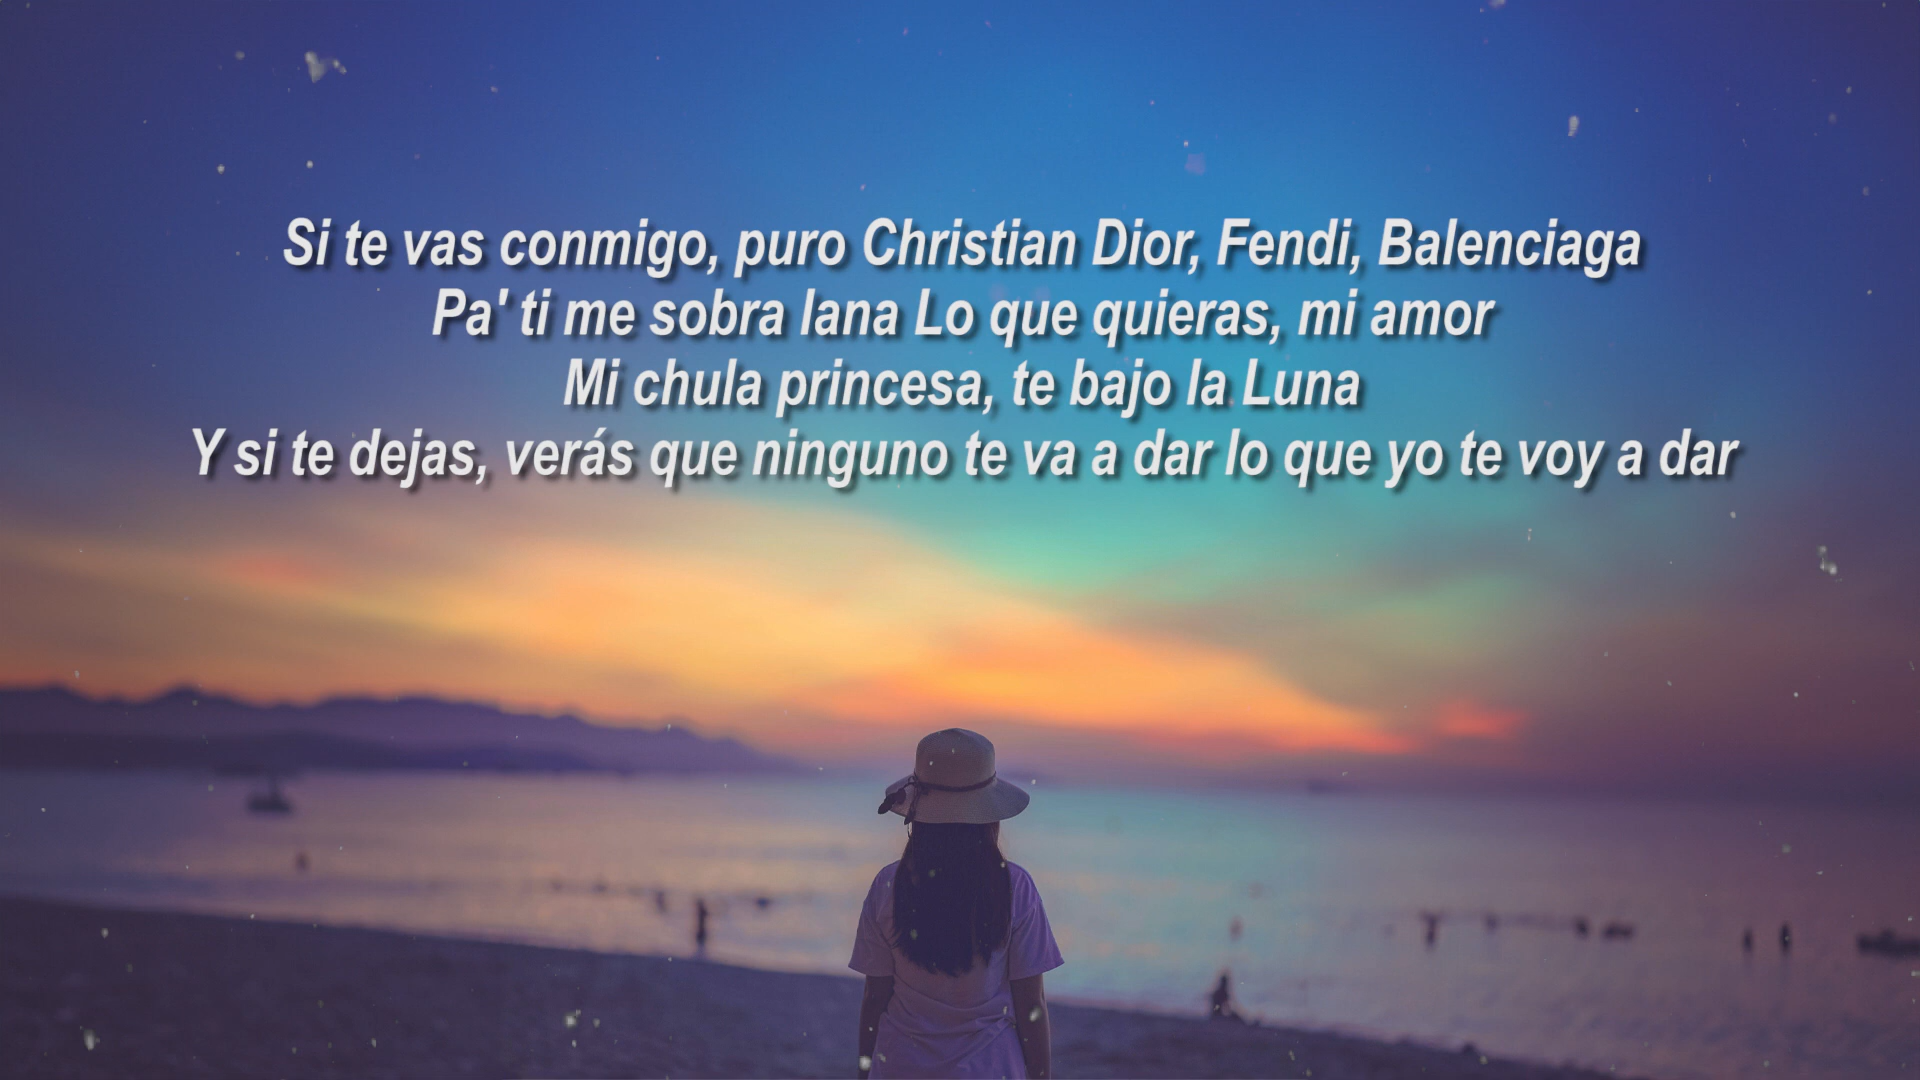 Si te vas conmigo, puro Christian Dior, Fendi, Balenciaga
Pa' ti me sobra lana Lo que quieras, mi amor
Mi chula princesa, te bajo la Luna
Y si te dejas, verás que ninguno te va a dar lo que yo te voy a dar